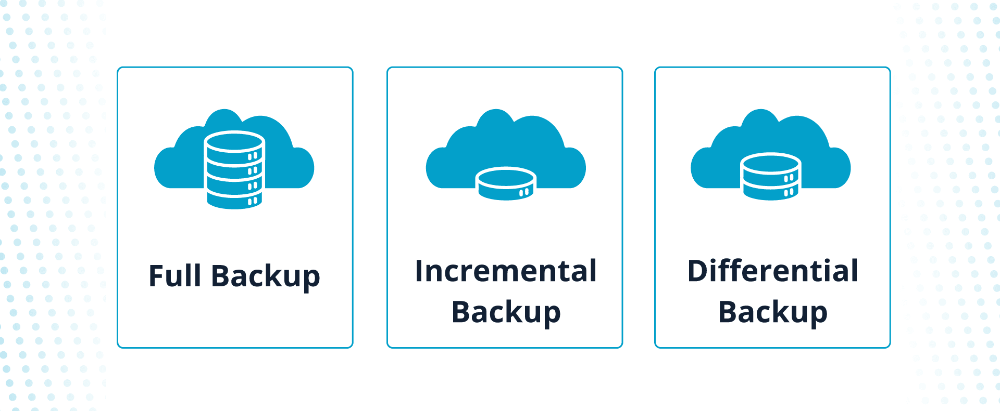 Full Backup
Incremental
Backup
Differential
Backup